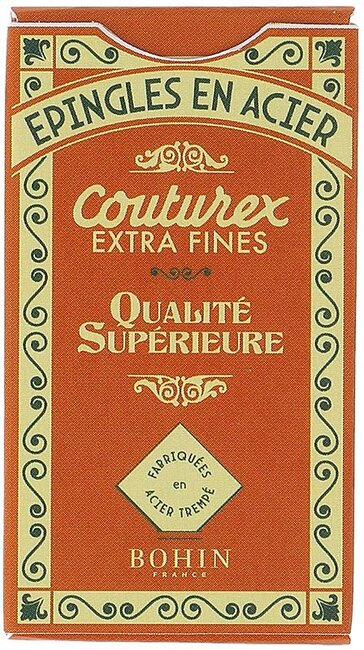 EPINGLES EN ACIER
Couturex
EXTRA FINES
QUALITÉ
SUPÉRIEURE
FABRIQUÉES
en
ACIER TREMPÉ
BOHIN
FRANCE